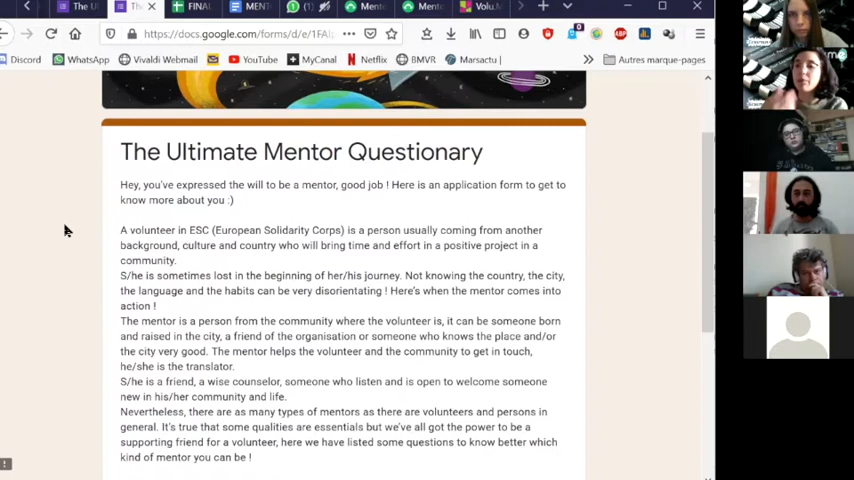 The Ul
The
FINAL
MENT
(1)
Mento
Mento
Volu.M
https://docs.google.com/forms/d/e/1FAIp
0
ABP
Discord
WhatsApp
Vivaldi Webmail
YouTube
MyCanal
Netflix
BMVR
Marsactu |
Autres marque-pages
The Ultimate Mentor Questionary
Hey, you've expressed the will to be a mentor, good job ! Here is an application form to get to
know more about you :)
A volunteer in ESC (European Solidarity Corps) is a person usually coming from another
background, culture and country who will bring time and effort in a positive project in a
community.
S/he is sometimes lost in the beginning of her/his journey. Not knowing the country, the city,
the language and the habits can be very disorientating ! Here's when the mentor comes into
action !
The mentor is a person from the community where the volunteer is, it can be someone born
and raised in the city, a friend of the organisation or someone who knows the place and/or
the city very good. The mentor helps the volunteer and the community to get in touch,
he/she is the translator.
S/he is a friend, a wise counselor, someone who listen and is open to welcome someone
new in his/her community and life.
Nevertheless, there are as many types of mentors as there are volunteers and persons in
general. It's true that some qualities are essentials but we've all got the power to be a
supporting friend for a volunteer, here we have listed some questions to know better which
kind of mentor you can be !